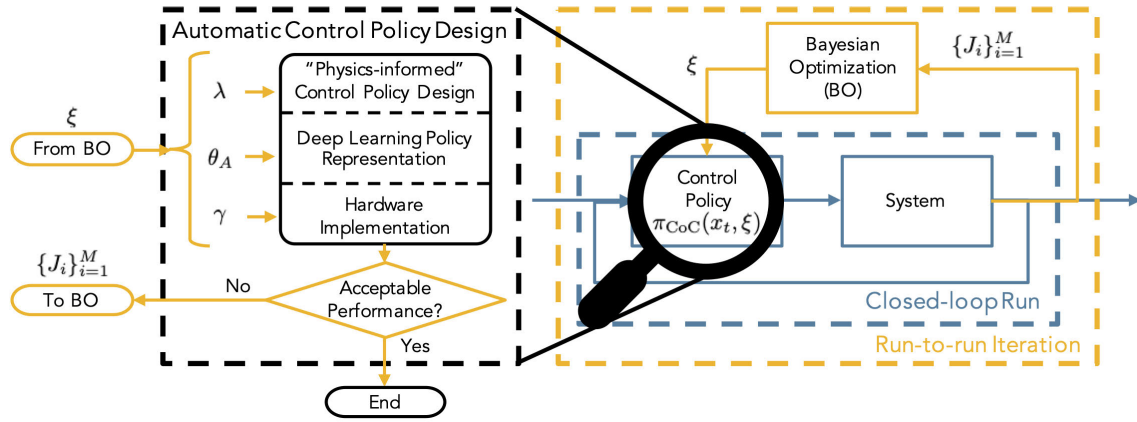 Automatic Control Policy Design
ξ
From BO
λ
θ_A
γ
"Physics-informed"
Control Policy Design
Deep Learning Policy
Representation
Hardware
Implementation
{J_i}_{i=1}^M
To BO
No
Acceptable
Performance?
Yes
End
ξ
Bayesian
Optimization
(BO)
{J_i}_{i=1}^M
Control
Policy
π_CoC(x_t, ξ)
System
Closed-loop Run
Run-to-run Iteration